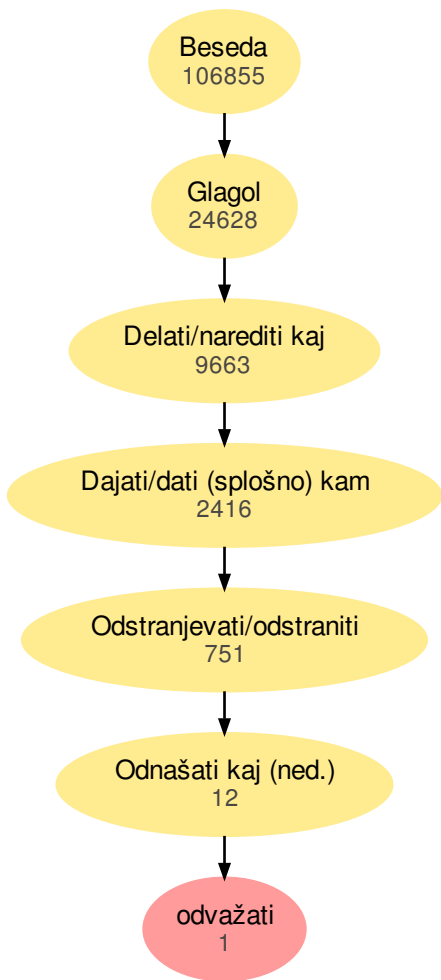 Beseda
106855
Glagol
24628
Delati/narediti kaj
9663
Dajati/dati (splošno) kam
2416
Odstranjevati/odstraniti
751
Odnašati kaj (ned.)
12
odvažati
1